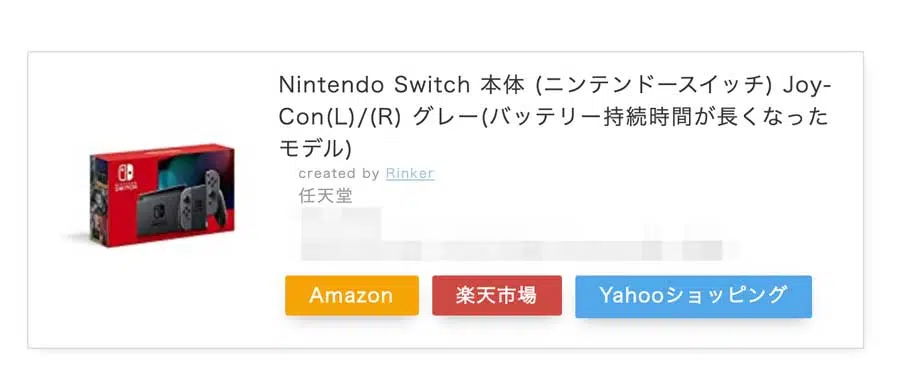 Nintendo Switch 本体 (ニンテンドースイッチ) Joy-
Con(L)/(R) グレー(バッテリー持続時間が長くなった
モデル)
created by Rinker
任天堂
Amazon
楽天市場
Yahooショッピング